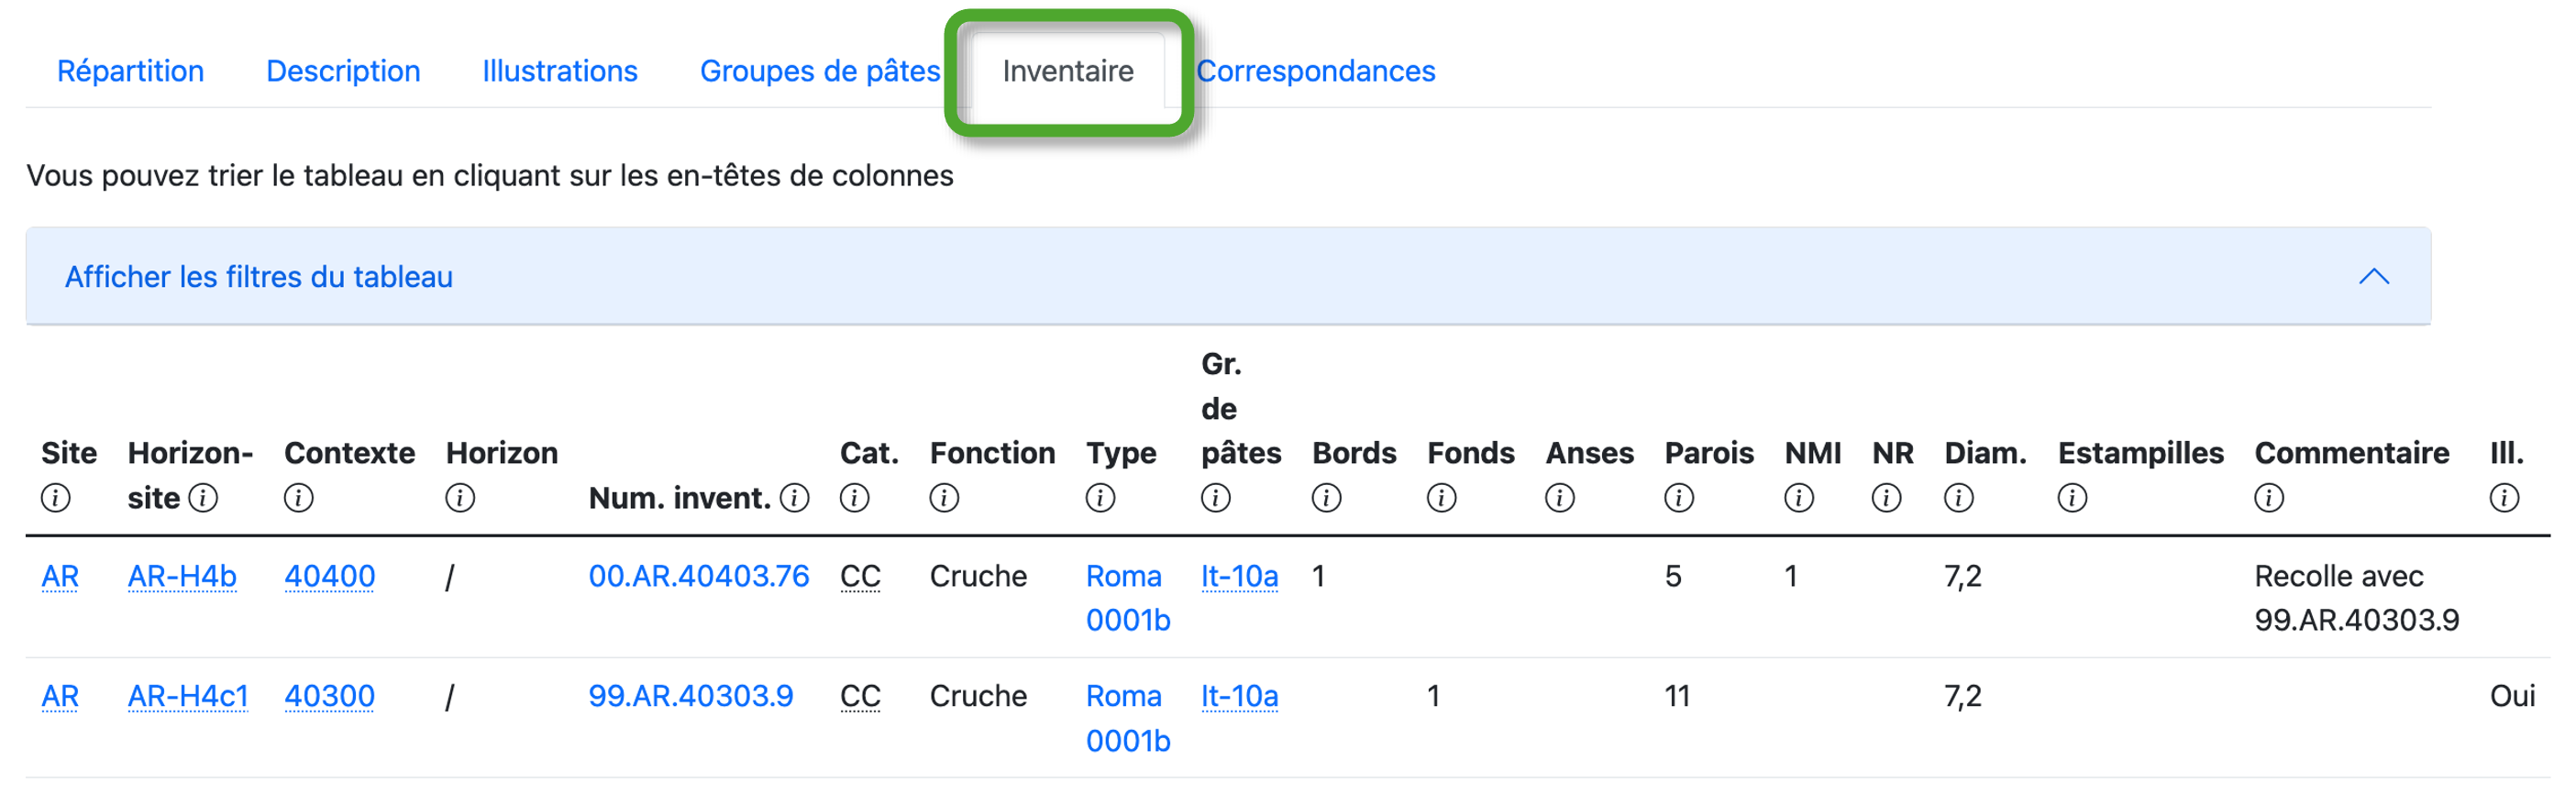 Répartition Description Illustrations Groupes de pâtes Inventaire Correspondances
Vous pouvez trier le tableau en cliquant sur les en-têtes de colonnes
Afficher les filtres du tableau
Gr.
de
Site Horizon- Contexte Horizon Cat. Fonction Type pâtes Bords Fonds Anses Parois NMI NR Diam. Estampilles Commentaire Ill.
site Num. invent.
AR AR-H4b 40400 / 00.AR.40403.76 CC Cruche Roma It-10a 1 5 1 7,2 Recolle avec
0001b 99.AR.40303.9
AR AR-H4c1 40300 / 99.AR.40303.9 CC Cruche Roma It-10a 1 11 7,2 Oui
0001b